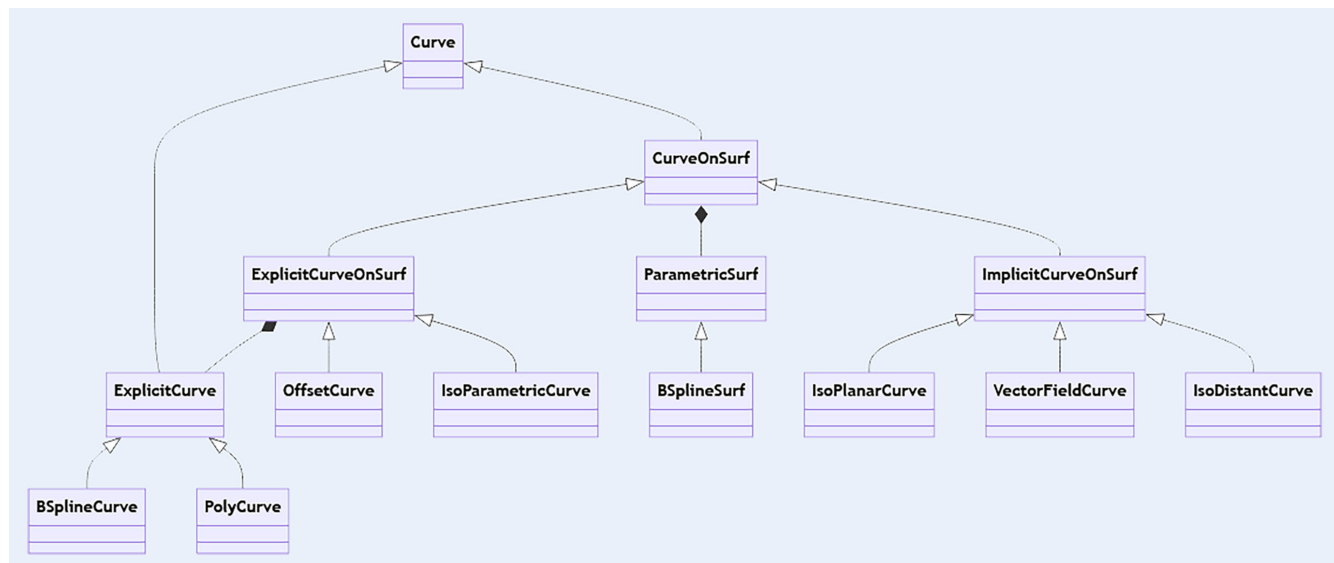 Curve
CurveOnSurf
ExplicitCurveOnSurf
ParametricSurf
ImplicitCurveOnSurf
ExplicitCurve
OffsetCurve
IsoParametricCurve
BSplineSurf
IsoPlanarCurve
VectorFieldCurve
IsoDistantCurve
BSplineCurve
PolyCurve